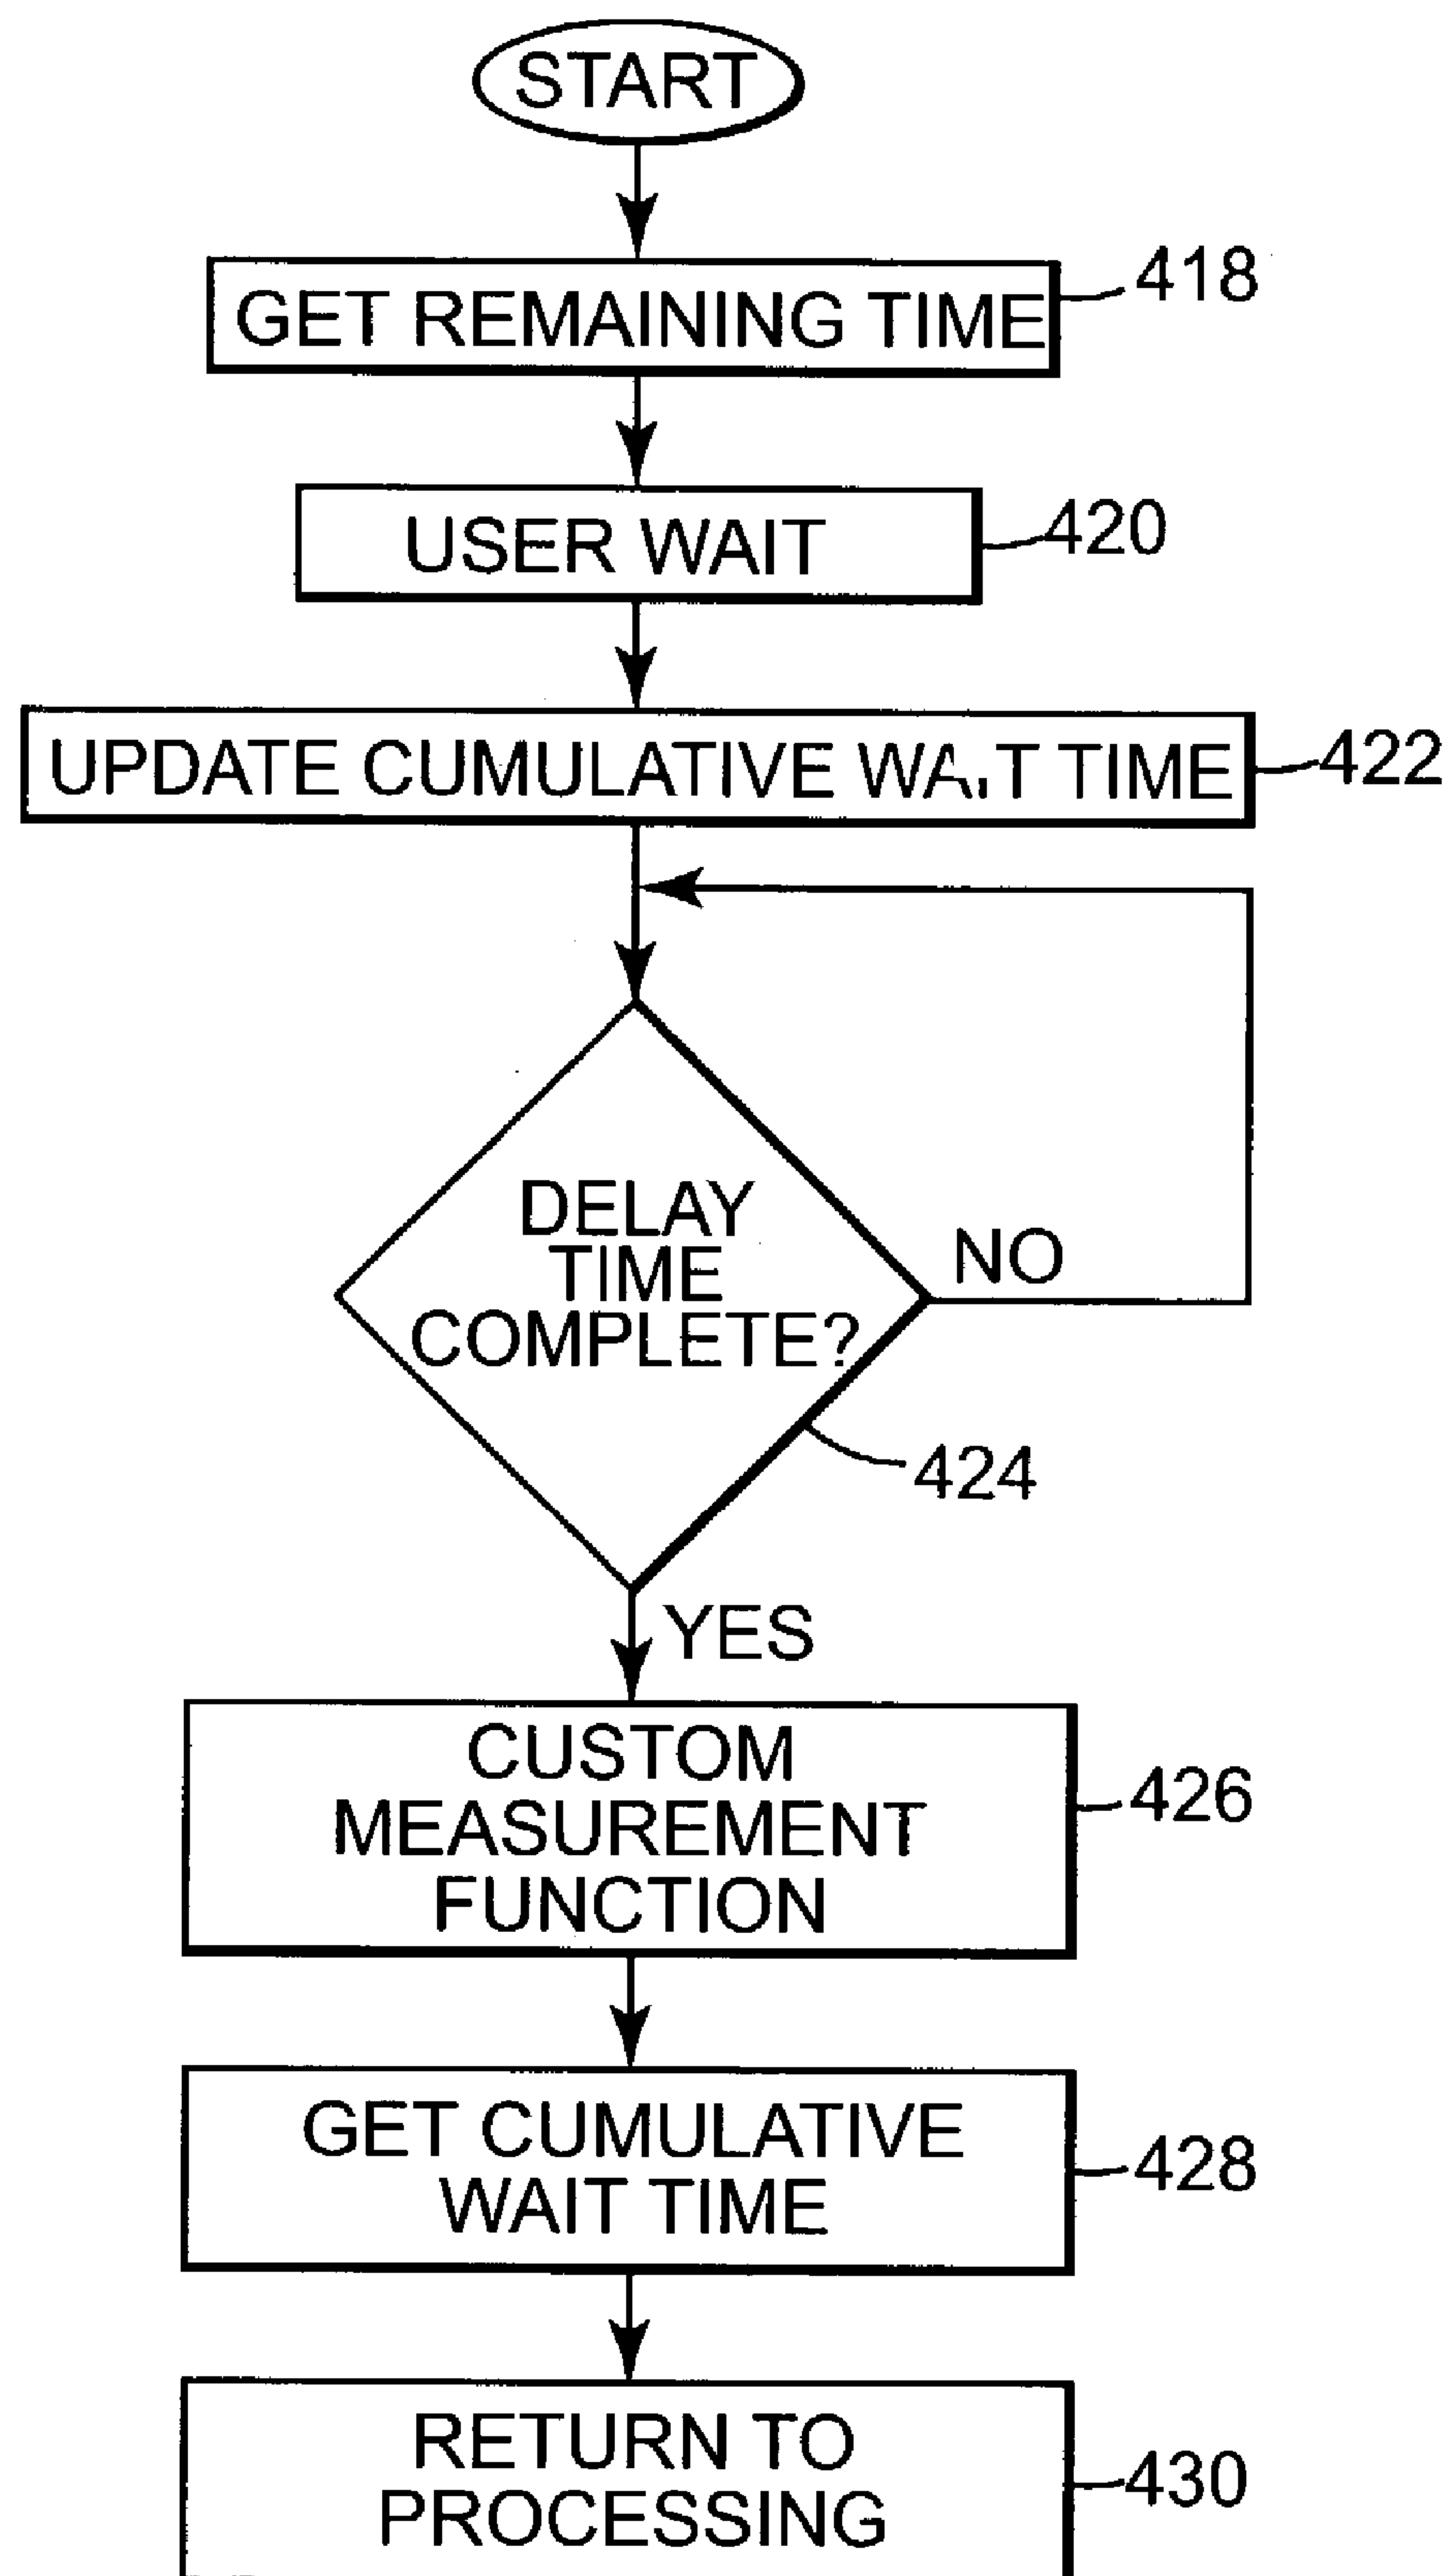 START
GET REMAINING TIME
418
USER WAIT
420
UPDATE CUMULATIVE WAIT TIME
422
DELAY
TIME
COMPLETE?
NO
424
YES
CUSTOM
MEASUREMENT
FUNCTION
426
GET CUMULATIVE
WAIT TIME
428
RETURN TO
PROCESSING
430